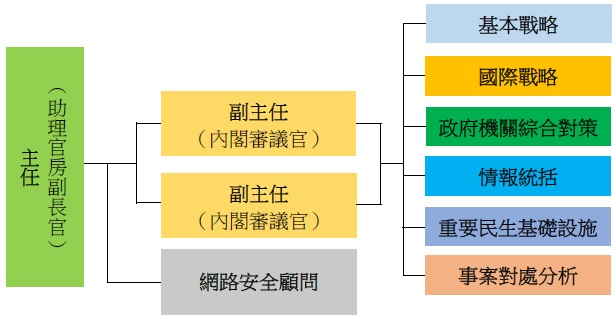 主任
（助理官房副長官）
副主任
（內閣審議官）
副主任
（內閣審議官）
網路安全顧問
基本戰略
國際戰略
政府機關綜合對策
情報統括
重要民生基礎設施
事案對處分析